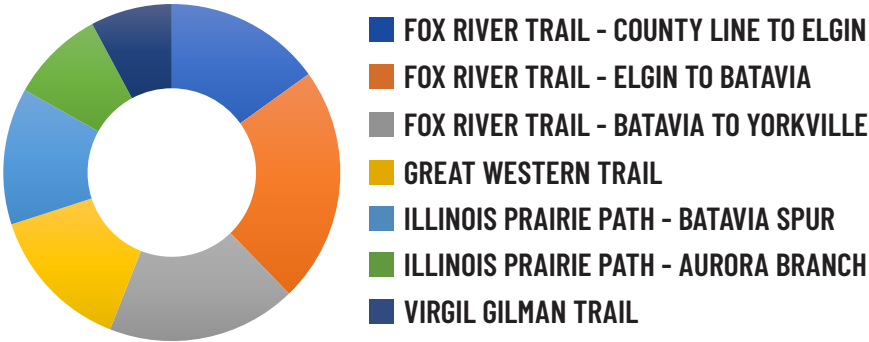 FOX RIVER TRAIL - COUNTY LINE TO ELGIN
FOX RIVER TRAIL - ELGIN TO BATAVIA
FOX RIVER TRAIL - BATAVIA TO YORKVILLE
GREAT WESTERN TRAIL
ILLINOIS PRAIRIE PATH - BATAVIA SPUR
ILLINOIS PRAIRIE PATH - AURORA BRANCH
VIRGIL GILMAN TRAIL